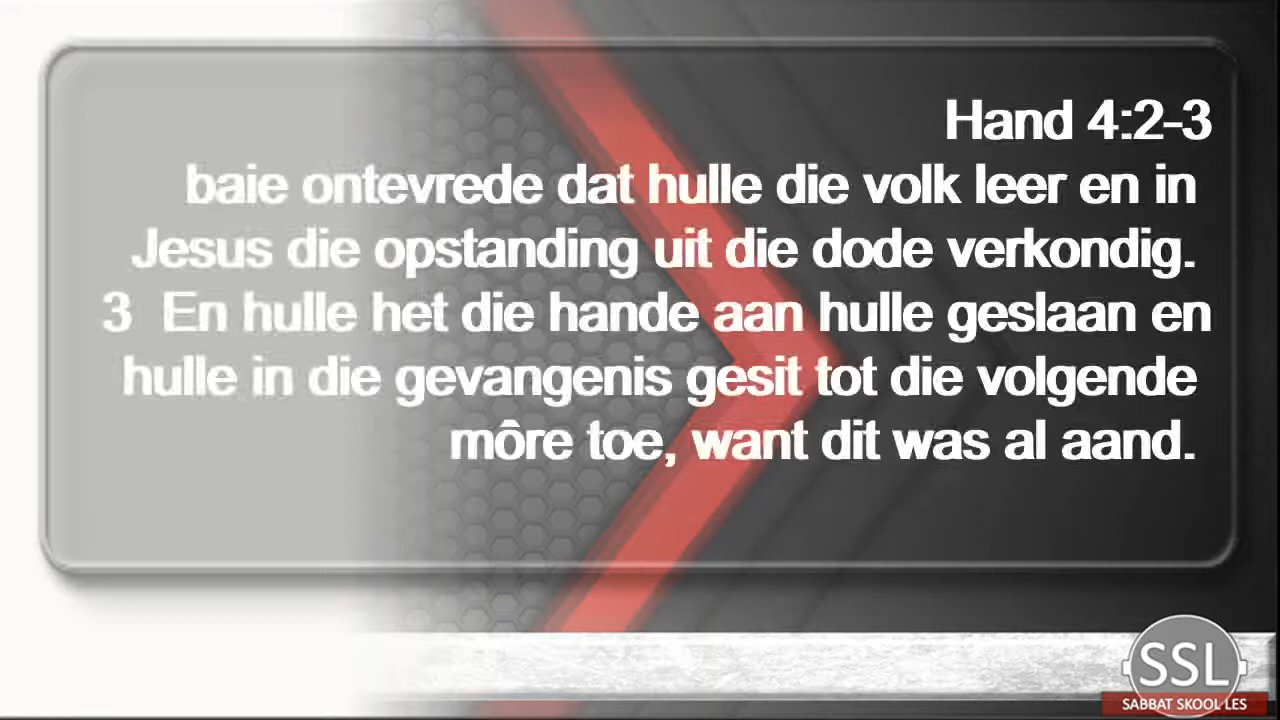 Hand 4:2-3
baie ontevrede dat hulle die volk leer en in
Jesus die opstanding uit die dode verkondig.
3 En hulle het die hande aan hulle geslaan en
hulle in die gevangenis gesit tot die volgende
môre toe, want dit was al aand.
SSL
SABBAT SKOOL LES